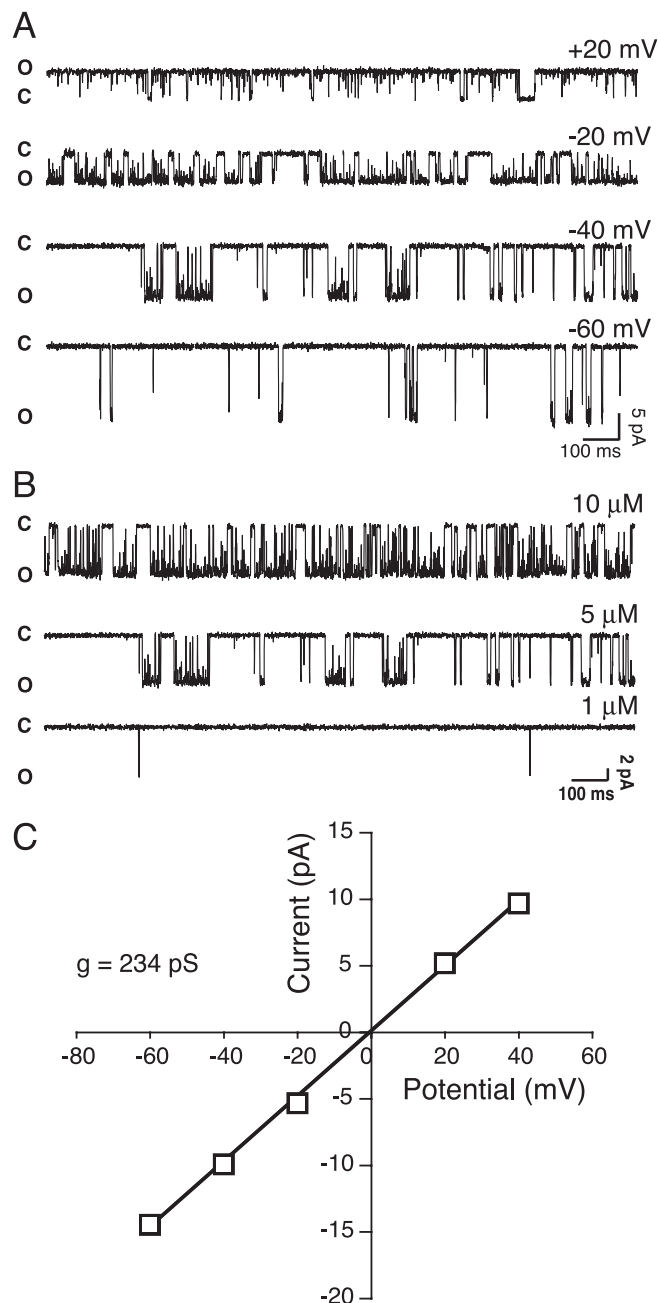 A
+20 mV
O
C
-20 mV
C
O
-40 mV
C
O
-60 mV
C
O
5 pA
100 ms
B
10 µM
C
O
5 µM
C
O
1 µM
C
O
2 pA
100 ms
C
15
10
5
0
-5
-10
-15
-20
Current (pA)
g = 234 pS
-80 -60 -40 -20 0 20 40 60
Potential (mV)